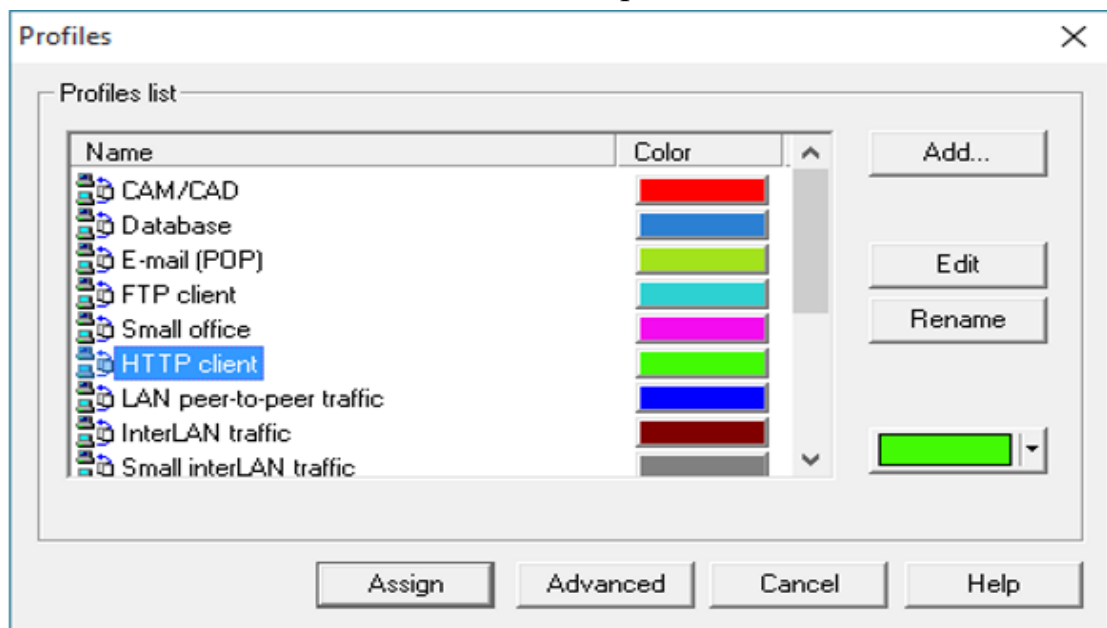 Profiles
Profiles list
Name Color
CAM/CAD
Database
E-mail (POP)
FTP client
Small office
HTTP client
LAN peer-to-peer traffic
InterLAN traffic
Small interLAN traffic
Add...
Edit
Rename
Assign Advanced Cancel Help